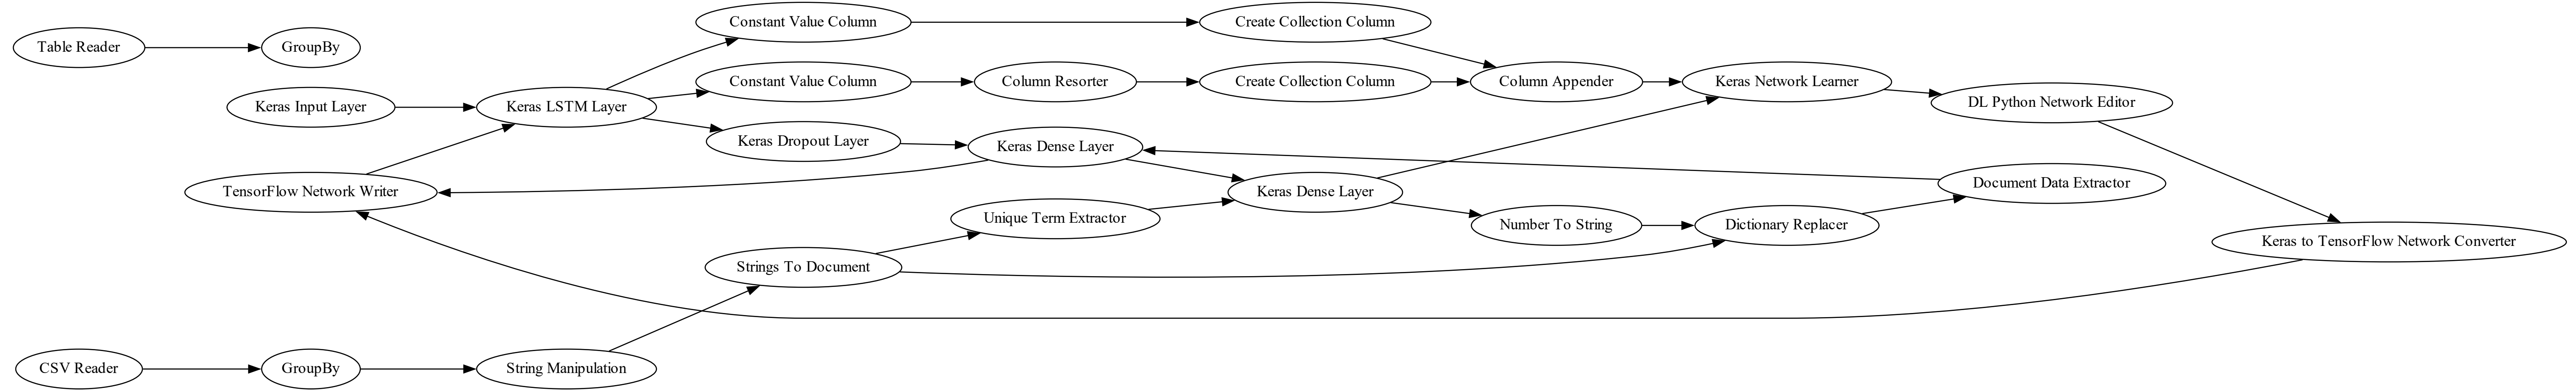 Constant Value Column
Create Collection Column
Table Reader
GroupBy
Constant Value Column
Column Resorter
Create Collection Column
Column Appender
Keras Network Learner
Keras Input Layer
Keras LSTM Layer
DL Python Network Editor
Keras Dropout Layer
Keras Dense Layer
TensorFlow Network Writer
Keras Dense Layer
Document Data Extractor
Unique Term Extractor
Number To String
Dictionary Replacer
Keras to TensorFlow Network Converter
Strings To Document
CSV Reader
GroupBy
String Manipulation